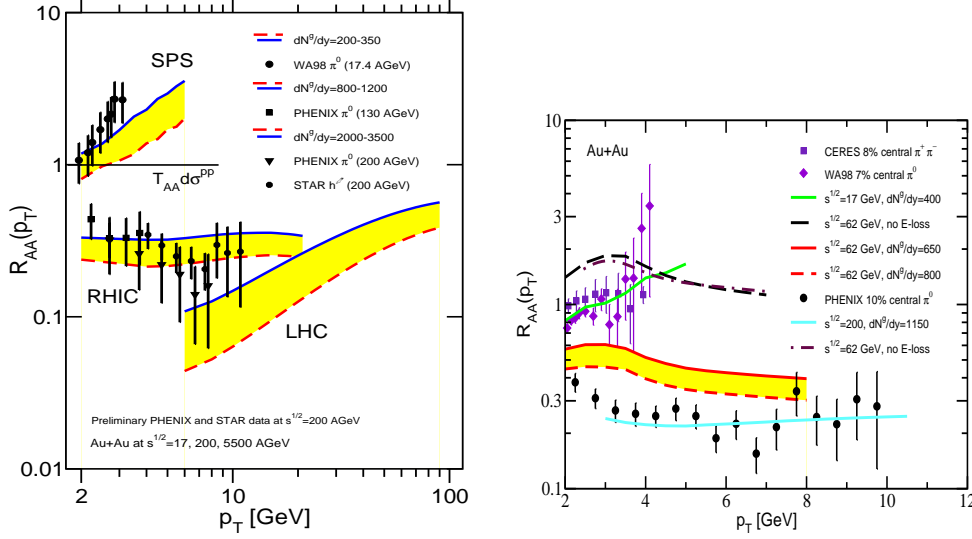 10
1
0.1
0.01
R_AA(p_T)
2
10
100
p_T [GeV]
SPS
RHIC
LHC
T_AA dσ^pp
dN^g/dy=200-350
WA98 π^0 (17.4 AGeV)
dN^g/dy=800-1200
PHENIX π^0 (130 AGeV)
dN^g/dy=2000-3500
PHENIX π^0 (200 AGeV)
(200 AGeV)
Preliminary PHENIX and STAR data at s^1/2=200 AGeV
Au+Au at s^1/2=17, 200, 5500 AGeV
10
3
1
0.3
0.1
R_AA(p_T)
2
4
6
8
10
12
p_T [GeV]
Au+Au
CERES 8% central π^+ π^-
WA98 7% central π^0
s^1/2=17 GeV, dN^g/dy=400
s^1/2=62 GeV, no E-loss
s^1/2=62 GeV, dN^g/dy=650
s^1/2=62 GeV, dN^g/dy=800
PHENIX 10% central π^0
s^1/2=200, dN^g/dy=1150
s^1/2=62 GeV, no E-loss